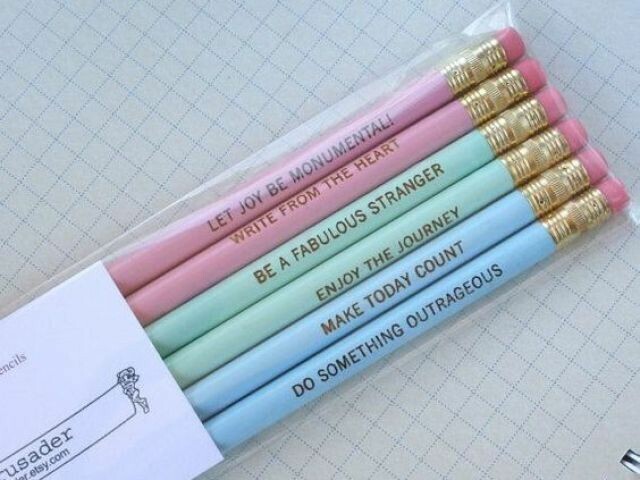 LET JOY BE MONUMENTAL!
WRITE FROM THE HEART
BE A FABULOUS STRANGER
ENJOY THE JOURNEY
MAKE TODAY COUNT
DO SOMETHING OUTRAGEOUS